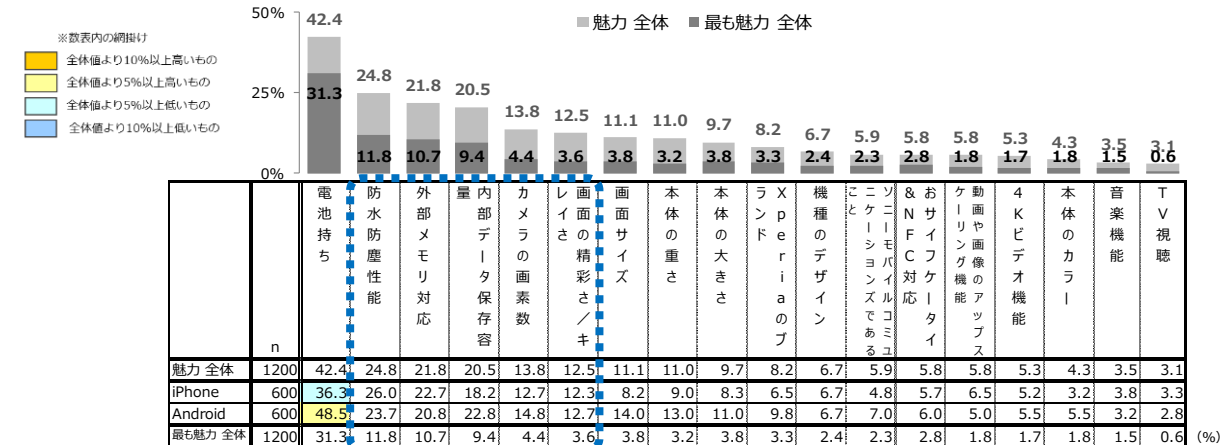 50%
25%
0%
魅力 全体 最も魅力 全体
※数表内の網掛け
全体値より10%以上高いもの
全体値より5%以上高いもの
全体値より5%以上低いもの
全体値より10%以上低いもの
42.4 24.8 21.8 20.5 13.8 12.5 11.1 11.0 9.7 8.2 6.7 5.9 5.8 5.8 5.3 4.3 3.5 3.1
31.3 11.8 10.7 9.4 4.4 3.6 3.8 3.2 3.8 3.3 2.4 2.3 2.8 1.8 1.7 1.8 1.5 0.6
n
電池持ち
防水防塵性能
外部メモリ対応
内部データ保存容
量
カメラの画素数
画面の精彩さ/キ
レイさ
画面サイズ
本体の重さ
本体の大きさ
Xperiaのブ
ランド
機種のデザイン
ソニーモバイルコミュ
ニケーションズである
こと
おサイフケータイ
&NFC対応
動画や画像のアップス
ケーリング機能
4Kビデオ機能
本体のカラー
音楽機能
TV視聴
魅力 全体 1200 42.4 24.8 21.8 20.5 13.8 12.5 11.1 11.0 9.7 8.2 6.7 5.9 5.8 5.8 5.3 4.3 3.5 3.1
iPhone 600 36.3 26.0 22.7 18.2 12.7 12.3 8.2 9.0 8.3 6.5 6.7 4.8 5.7 6.5 5.2 3.2 3.8 3.3
Android 600 48.5 23.7 20.8 22.8 14.8 12.7 14.0 13.0 11.0 9.8 6.7 7.0 6.0 5.0 5.5 5.5 3.2 2.8
最も魅力 全体 1200 31.3 11.8 10.7 9.4 4.4 3.6 3.8 3.2 3.8 3.3 2.4 2.3 2.8 1.8 1.7 1.8 1.5 0.6 (%)